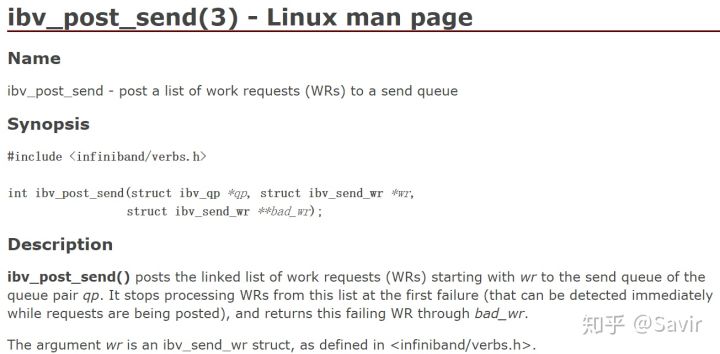 ibv_post_send(3) - Linux man page
Name
ibv_post_send - post a list of work requests (WRs) to a send queue
Synopsis
#include <infiniband/verbs.h>
int ibv_post_send(struct ibv_qp *qp, struct ibv_send_wr *wr,
struct ibv_send_wr **bad_wr);
Description
ibv_post_send() posts the linked list of work requests (WRs) starting with wr to the send queue of the
queue pair qp. It stops processing WRs from this list at the first failure (that can be detected immediately
while requests are being posted), and returns this failing WR through bad_wr.
The argument wr is an ibv_send_wr struct, as defined in <infiniband/verbs.h>.
知乎 @Savir